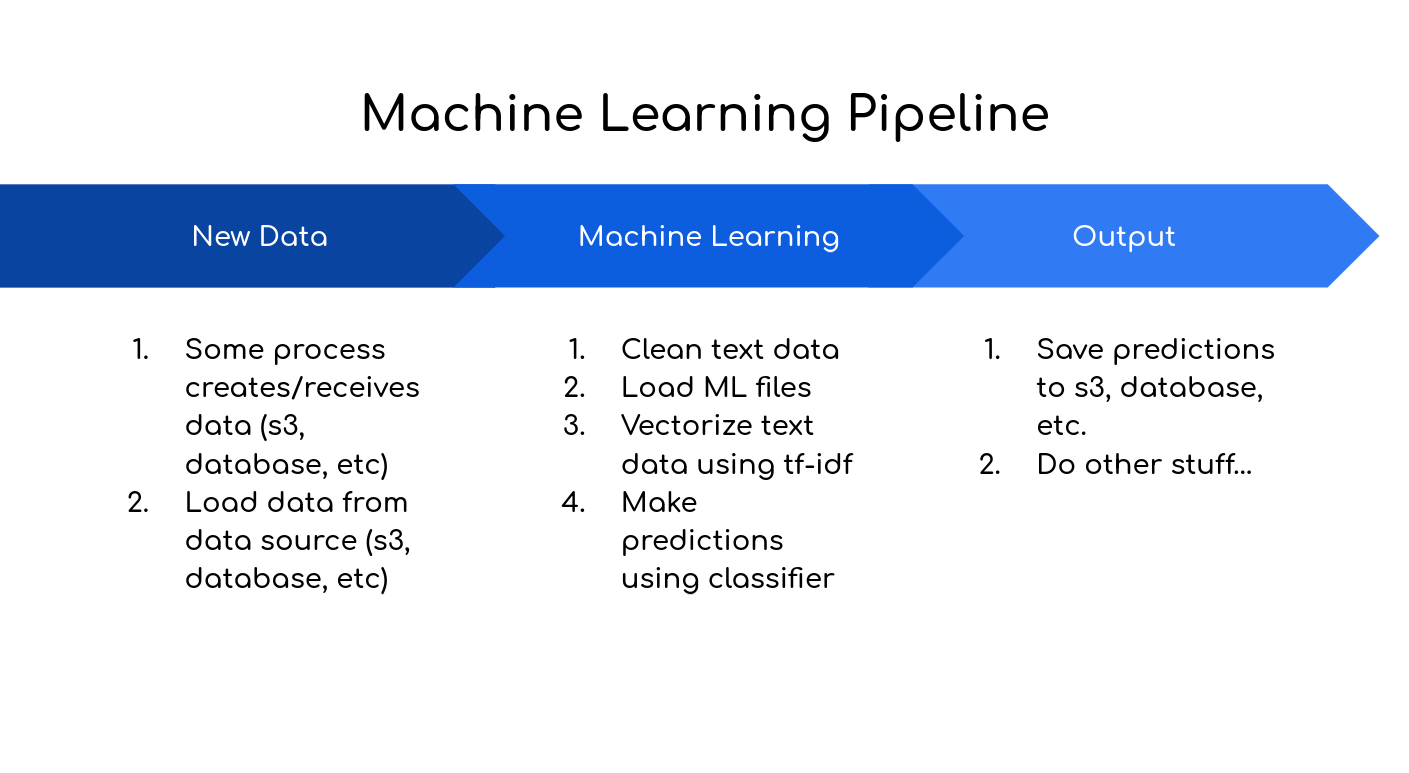 Machine Learning Pipeline
New Data
Machine Learning
Output
1. Some process
creates/receives
data (s3,
database, etc)
2. Load data from
data source (s3,
database, etc)
1. Clean text data
2. Load ML files
3. Vectorize text
data using tf-idf
4. Make
predictions
using classifier
1. Save predictions
to s3, database,
etc.
2. Do other stuff...